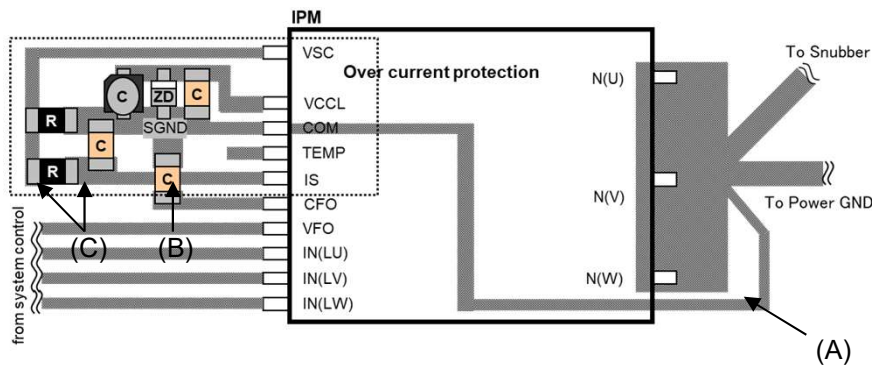 IPM
VSC
Over current protection
To Snubber
N(U)
C
ZD
C
VCCL
R
SGND
COM
C
TEMP
R
C
IS
To Power GND
N(V)
CFO
(C)
(B)
VFO
from system control
IN(LU)
IN(LV)
N(W)
IN(LW)
(A)